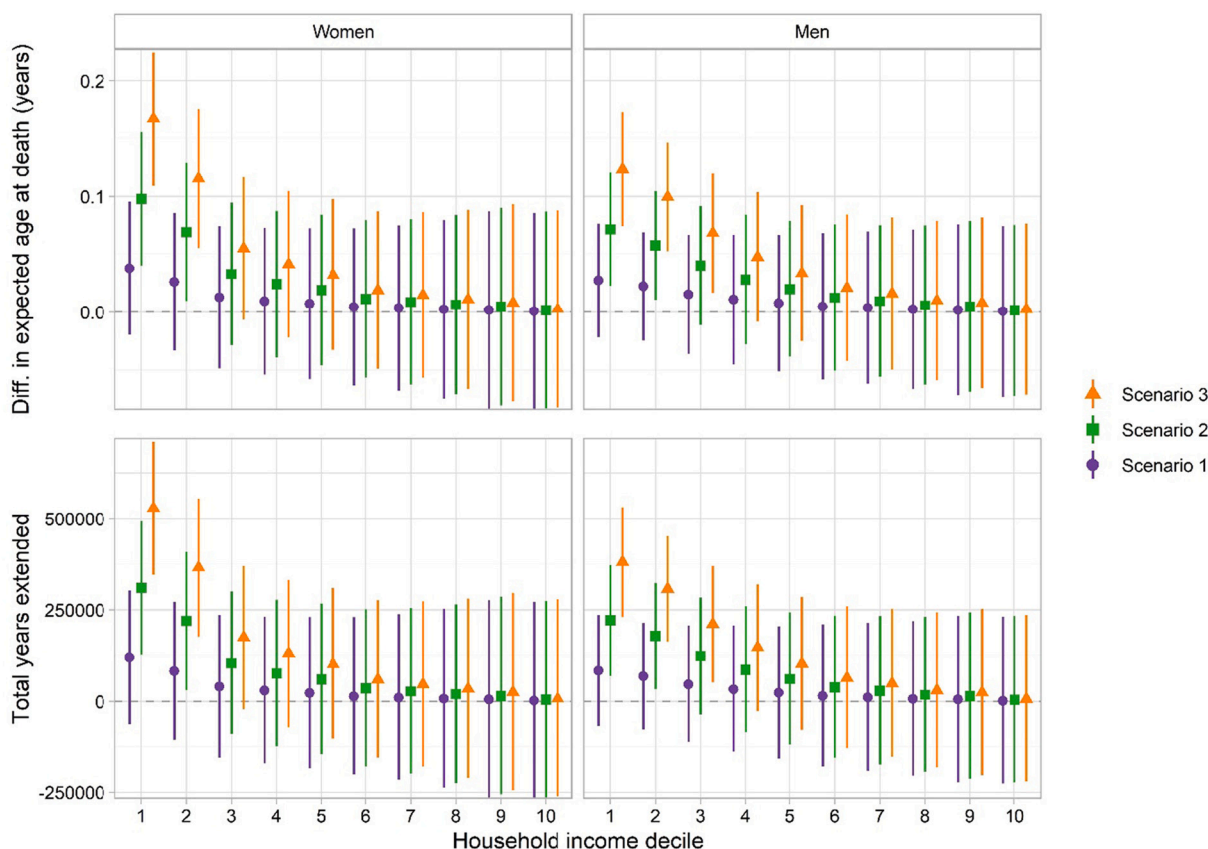 Women
Men
Diff. in expected age at death (years)
0.2
0.1
0.0
Total years extended
500000
250000
0
-250000
1 2 3 4 5 6 7 8 9 10
1 2 3 4 5 6 7 8 9 10
Household income decile
Scenario 3
Scenario 2
Scenario 1